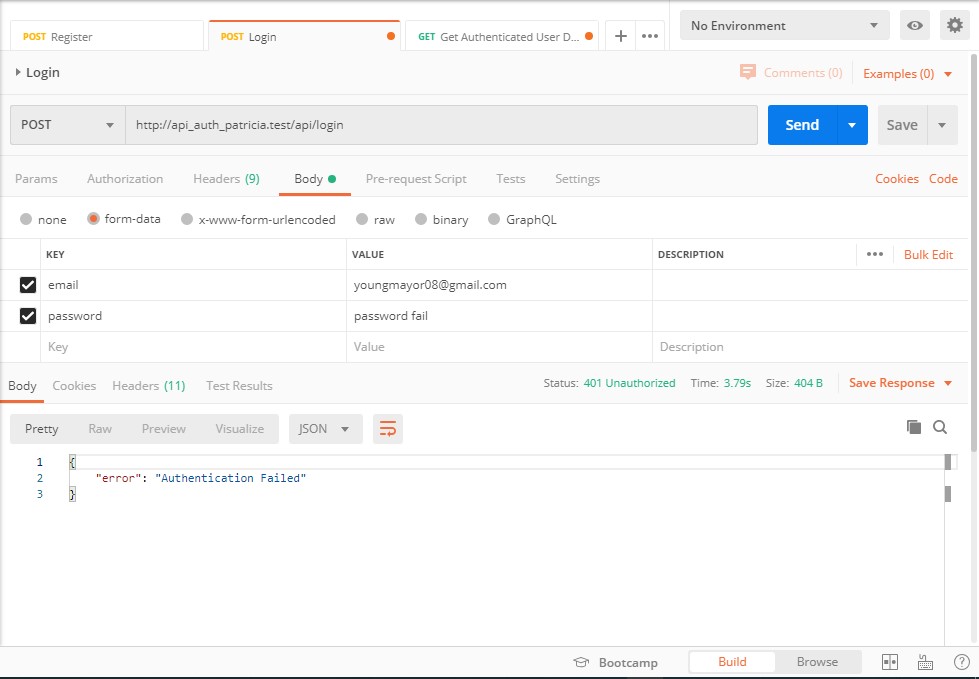 POST Register POST Login GET Get Authenticated User D... + No Environment
Login Comments (0) Examples (0)
POST http://api_auth_patricia.test/api/login Send Save
Params Authorization Headers (9) Body Pre-request Script Tests Settings Cookies Code
none form-data x-www-form-urlencoded raw binary GraphQL
KEY VALUE DESCRIPTION Bulk Edit
email youngmayor08@gmail.com
password password fail
Key Value Description
Body Cookies Headers (11) Test Results Status: 401 Unauthorized Time: 3.79s Size: 404 B Save Response
Pretty Raw Preview Visualize JSON
1 {
2 "error": "Authentication Failed"
3 }
Bootcamp Build Browse ?